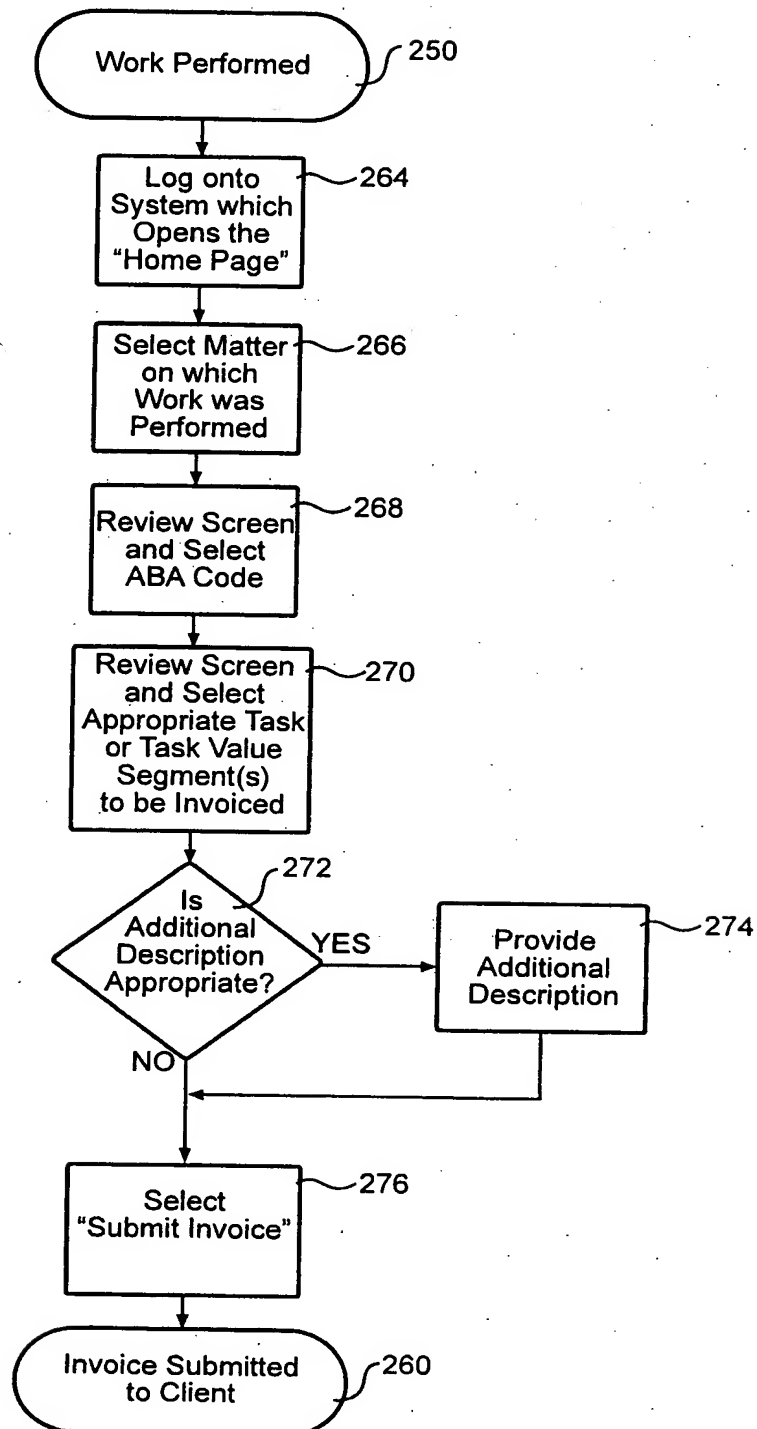 Work Performed
250
Log onto
System which
Opens the
“Home Page”
264
Select Matter
on which
Work was
Performed
266
Review Screen
and Select
ABA Code
268
Review Screen
and Select
Appropriate Task
or Task Value
Segment(s)
to be Invoiced
270
Is
Additional
Description
Appropriate?
272
YES
Provide
Additional
Description
274
NO
Select
“Submit Invoice”
276
Invoice Submitted
to Client
260